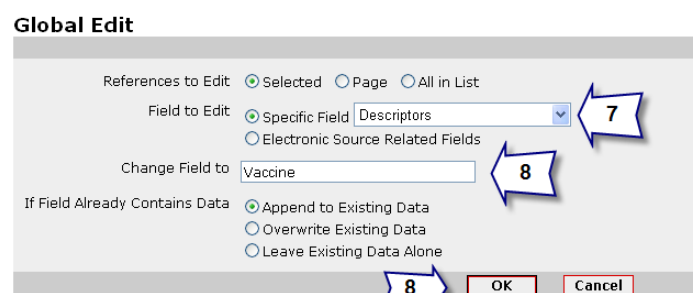 Global Edit
References to Edit Selected Page All in List
Field to Edit Specific Field Descriptors 7
Electronic Source Related Fields
Change Field to Vaccine 8
If Field Already Contains Data Append to Existing Data
Overwrite Existing Data
Leave Existing Data Alone
8 OK Cancel